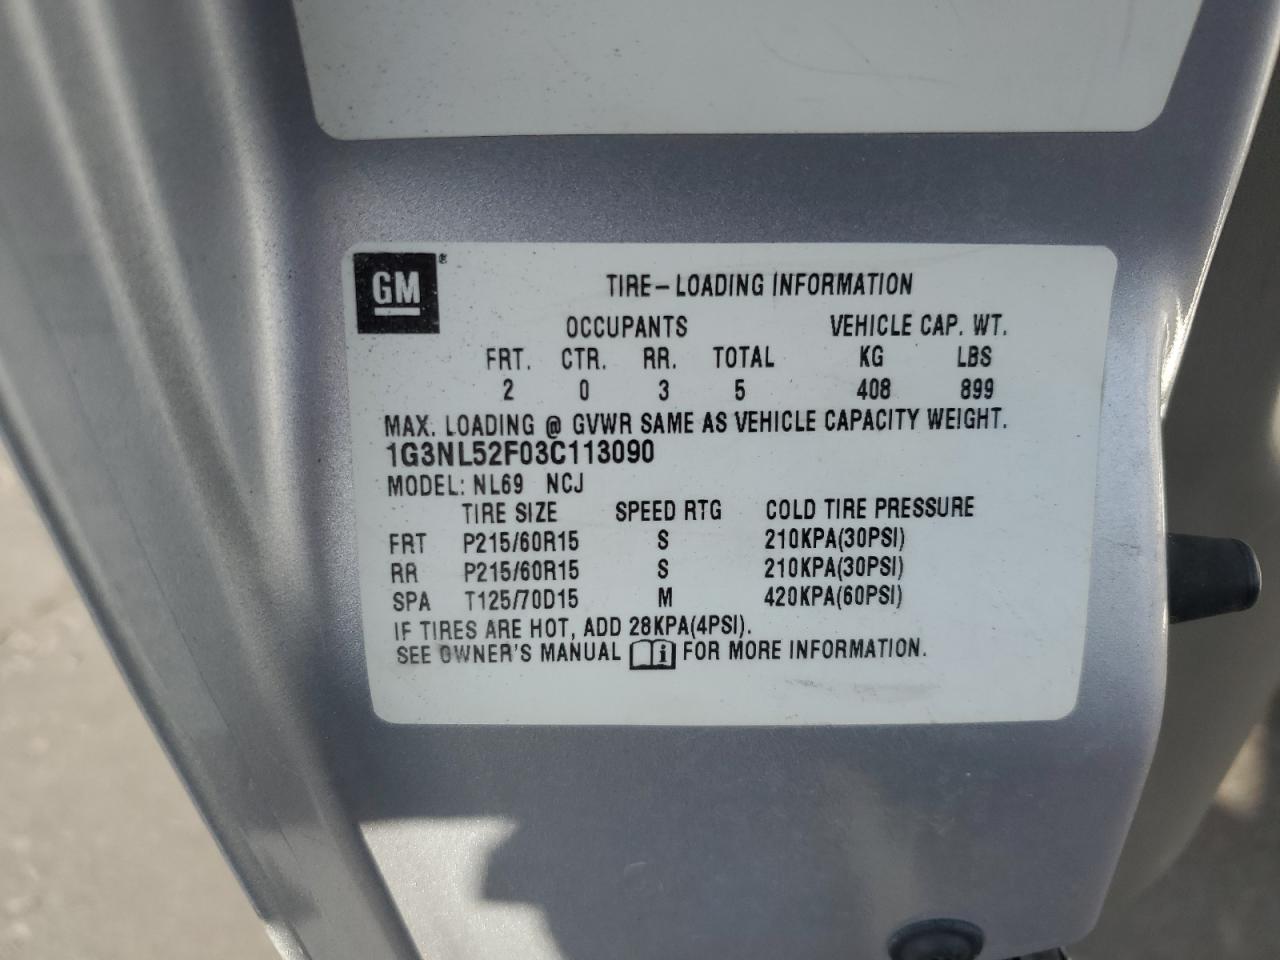 GM ®
TIRE-LOADING INFORMATION
OCCUPANTS VEHICLE CAP. WT.
FRT. CTR. RR. TOTAL KG LBS
2 0 3 5 408 899
MAX. LOADING @ GVWR SAME AS VEHICLE CAPACITY WEIGHT.
1G3NL52F03C113090
MODEL: NL69 NCJ
TIRE SIZE SPEED RTG COLD TIRE PRESSURE
FRT P215/60R15 S 210KPA(30PSI)
RR P215/60R15 S 210KPA(30PSI)
SPA T125/70D15 M 420KPA(60PSI)
IF TIRES ARE HOT, ADD 28KPA(4PSI).
SEE OWNER'S MANUAL i FOR MORE INFORMATION.